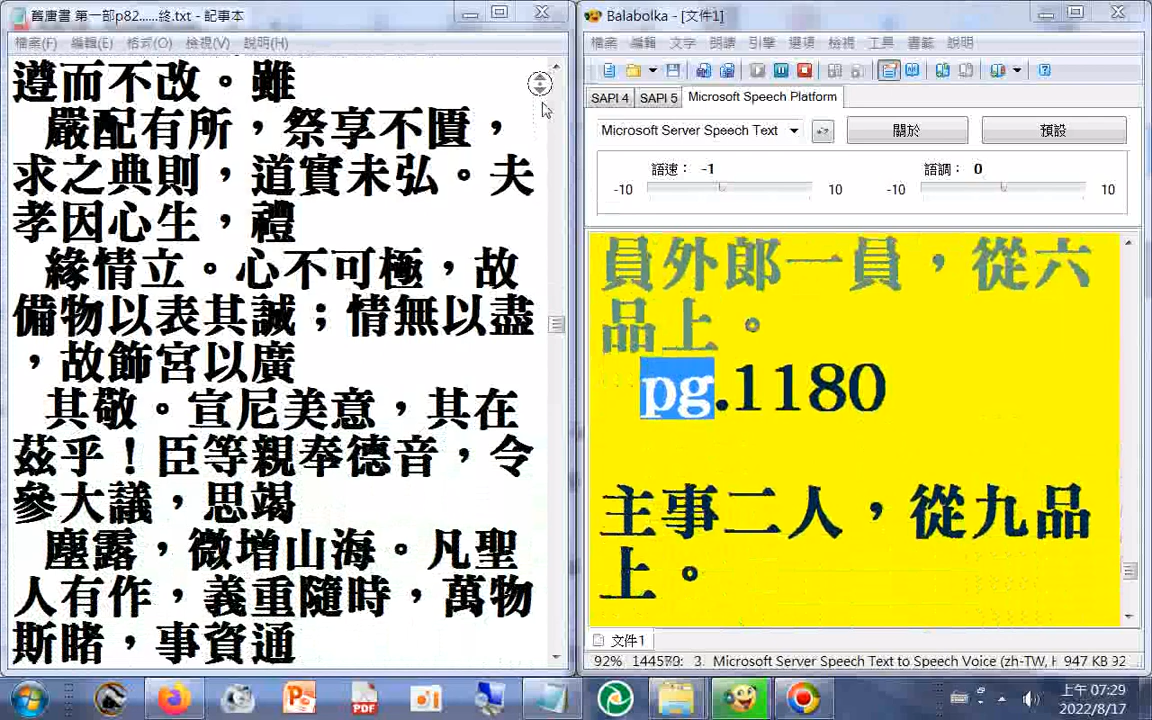 舊唐書 第一部p82......终.txt - 記事本
檔案(F) 編輯(E) 格式(O) 檢視(V) 說明(H)
遵而不改。雖
嚴配有所，祭享不匱，
求之典則，道實未弘。夫
孝因心生，禮
緣情立。心不可極，故
備物以表其誠；情無以盡
，故飾宮以廣
其敬。宣尼美意，其在
茲乎！臣等親奉德音，令
參大議，思竭
塵露，微增山海。凡聖
人有作，義重隨時，萬物
斯睹，事資通
Balabolka - [文件1]
檔案 編輯 文字 朗讀 引擎 選項 檢視 工具 書籤 說明
SAPI 4 SAPI 5 Microsoft Speech Platform
Microsoft Server Speech Text 關於 預設
語速： -1 語調： 0
-10 10 -10 10
員外郎一員，從六
品上。
pg.1180
主事二人，從九品
上。
文件1
92% 144579: 3. Microsoft Server Speech Text to Speech Voice (zh-TW, H 947 KB 92
上午 07:29
2022/8/17